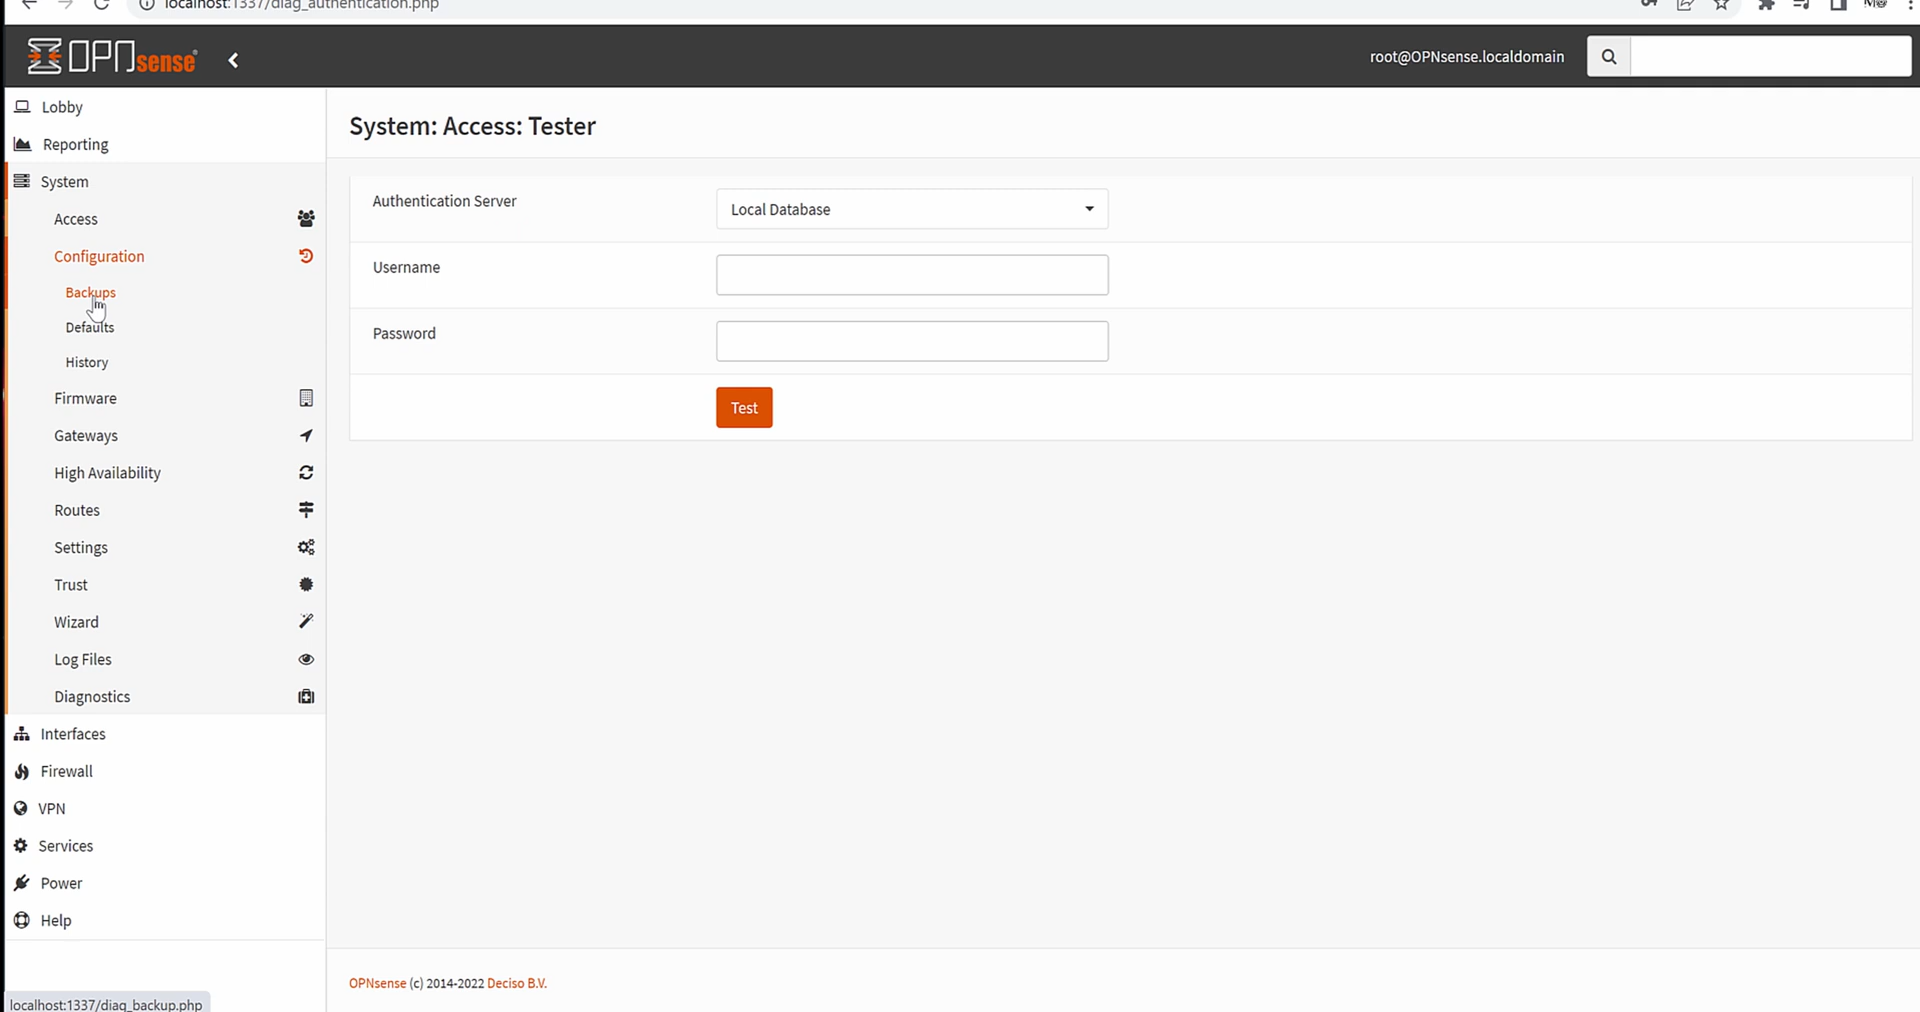 localhost:1337/diag_authentication.php
OPNsense
root@OPNsense.localdomain
Lobby
Reporting
System
Access
Configuration
Backups
Defaults
History
Firmware
Gateways
High Availability
Routes
Settings
Trust
Wizard
Log Files
Diagnostics
Interfaces
Firewall
VPN
Services
Power
Help
System: Access: Tester
Authentication Server
Local Database
Username
Password
Test
OPNsense (c) 2014-2022 Deciso B.V.
localhost:1337/diag_backup.php